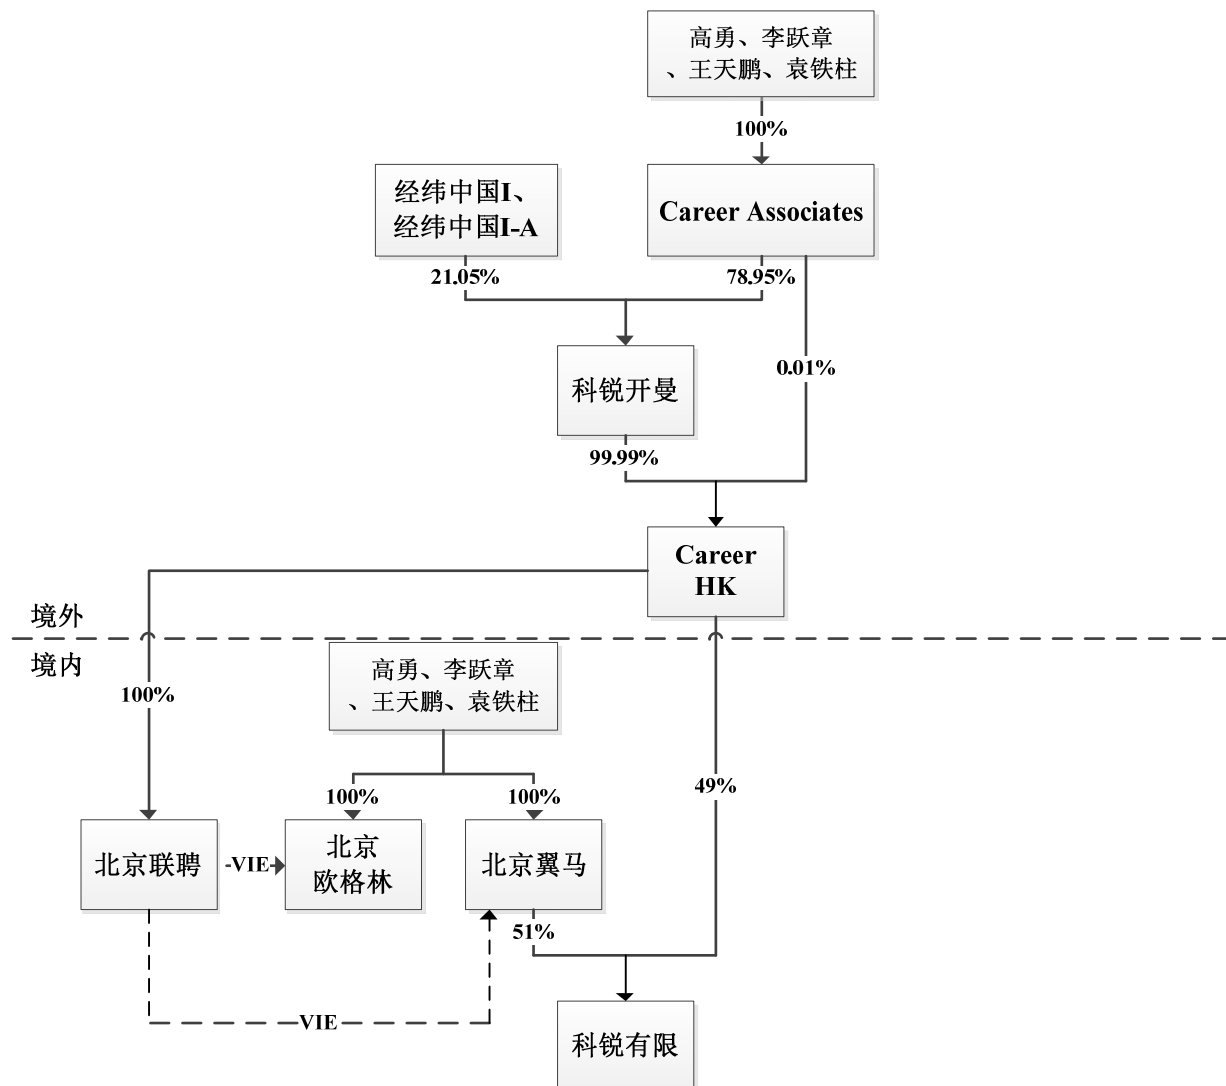 高勇、李跃章
、王天鹏、袁铁柱
100%
经纬中国I、
经纬中国I-A
Career Associates
21.05%
78.95%
科锐开曼
0.01%
99.99%
Career
HK
境外
境内
高勇、李跃章
、王天鹏、袁铁柱
100%
49%
100%
100%
北京联聘
VIE
北京
欧格林
北京翼马
51%
VIE
科锐有限